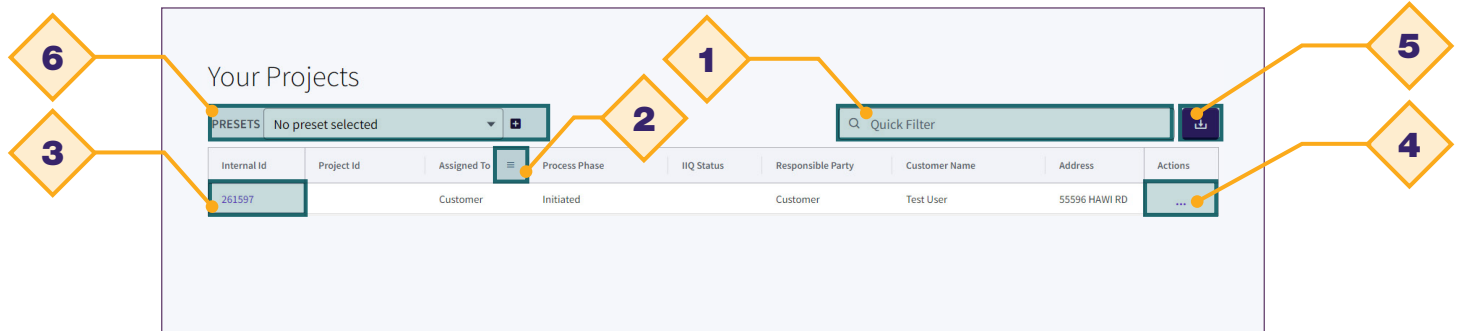 6
1
5
Your Projects
PRESETS No preset selected
2
Quick Filter
3
4
Internal Id Project Id Assigned To Process Phase IIQ Status Responsible Party Customer Name Address Actions
261597 Customer Initiated Customer Test User 55596 HAWI RD ...